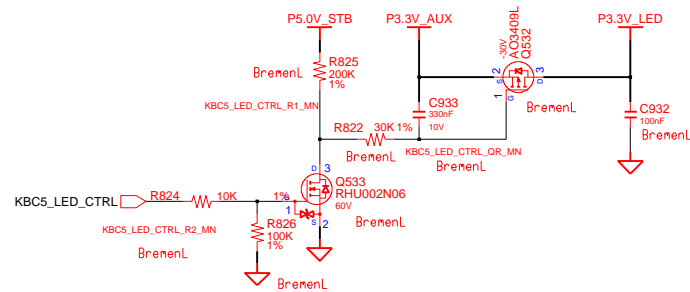 P5.0V_STB
P3.3V_AUX
P3.3V_LED
-30V
AO3409L
Q532
2
S
3
D
1
G
BremenL
R825
200K
1%
BremenL
KBC5_LED_CTRL_R1_MN
C933
330nF
10V
BremenL
C932
100nF
BremenL
R822
30K
1%
KBC5_LED_CTRL_QR_MN
BremenL
BremenL
D
3
Q533
RHU002N06
60V
KBC5_LED_CTRL
R824
10K
1%
G
1
S
2
BremenL
R826
100K
1%
KBC5_LED_CTRL_R2_MN
BremenL
BremenL